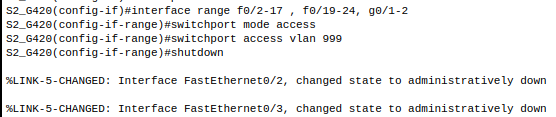 S2_G420(config-if)#interface range f0/2-17 , f0/19-24, g0/1-2
S2_G420(config-if-range)#switchport mode access
S2_G420(config-if-range)#switchport access vlan 999
S2_G420(config-if-range)#shutdown
%LINK-5-CHANGED: Interface FastEthernet0/2, changed state to administratively down
%LINK-5-CHANGED: Interface FastEthernet0/3, changed state to administratively down